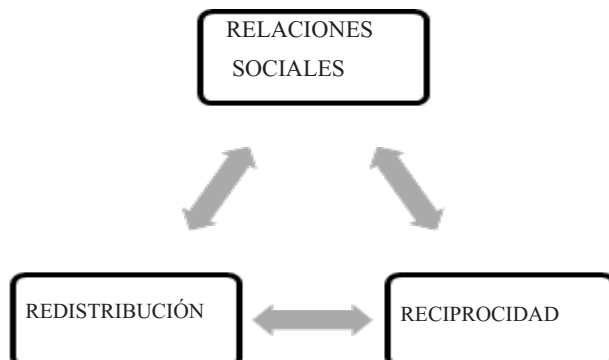 RELACIONES
SOCIALES
REDISTRIBUCIÓN
RECIPROCIDAD